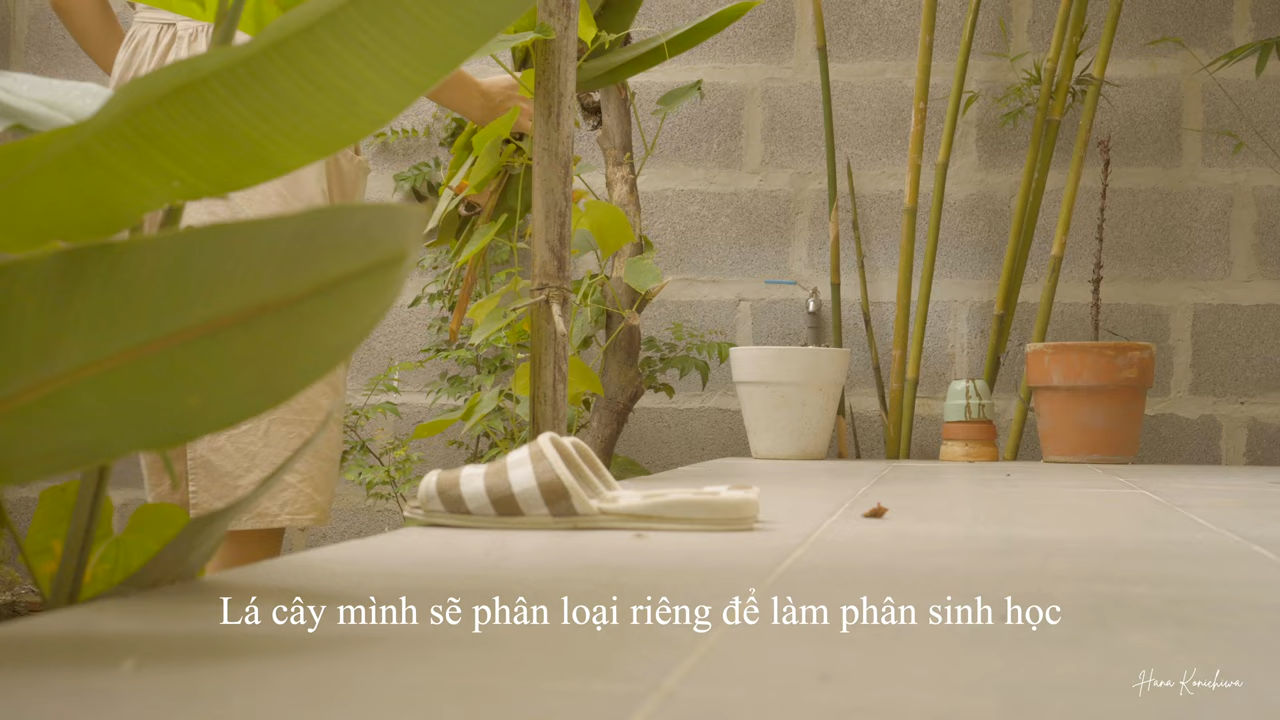 Lá cây mình sẽ phân loại riêng để làm phân sinh học
Hana Konichiwa